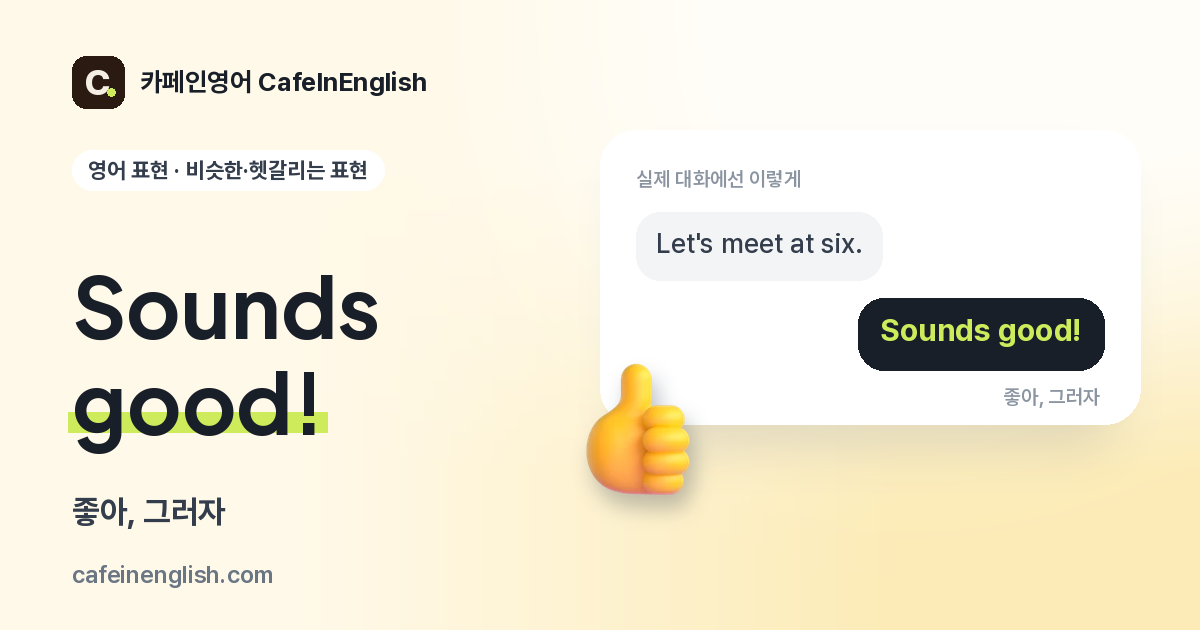 C
카페인영어 CafeInEnglish
영어 표현 · 비슷한·헷갈리는 표현
Sounds
good!
좋아, 그러자
cafeinenglish.com
실제 대화에선 이렇게
Let's meet at six.
Sounds good!
좋아, 그러자